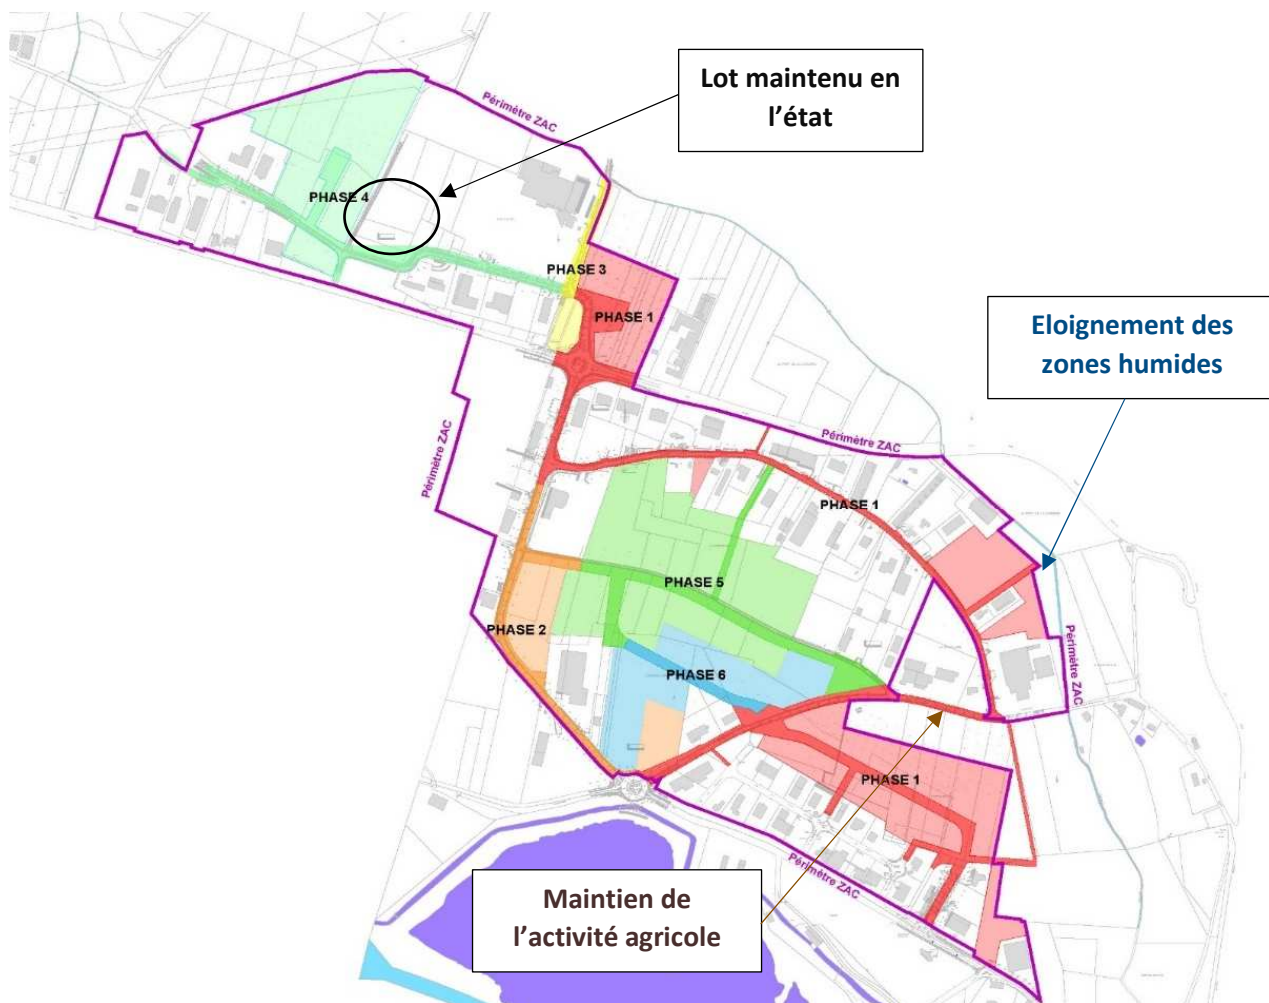 Lot maintenu en
l'état
Périmètre ZAC
PHASE 4
PHASE 3
PHASE 1
Eloignement des
zones humides
Périmètre ZAC
Périmètre ZAC
PHASE 1
PHASE 5
PHASE 2
PHASE 6
Périmètre ZAC
PHASE 1
Périmètre ZAC
Maintien de
l'activité agricole